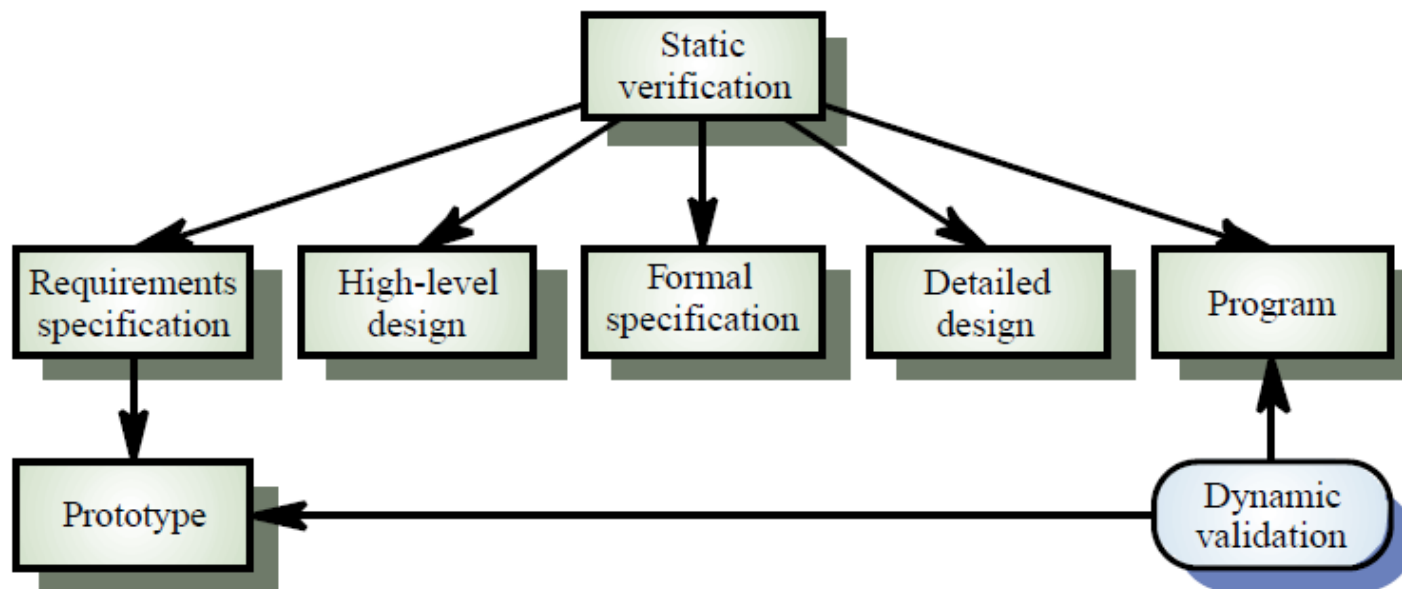 Static
verification
Requirements
specification
High-level
design
Formal
specification
Detailed
design
Program
Prototype
Dynamic
validation